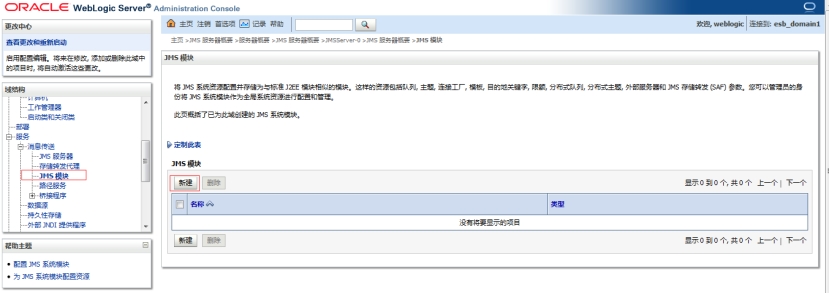 ORACLE WebLogic Server® Administration Console
更改中心
查看更改和重新启动
启用配置编辑。将来在修改, 添加或删除此域中
的项目时, 将自动激活这些更改。
域结构
计算机
工作管理器
启动类和关闭类
部署
服务
消息传送
JMS 服务器
存储转发代理
JMS 模块
路径服务
桥接程序
数据源
持久性存储
外部 JNDI 提供程序
帮助主题
配置 JMS 系统模块
为 JMS 系统模块配置资源
主页 注销 首选项 记录 帮助
欢迎, weblogic 连接到: esb_domain1
主页 >JMS 服务器概要 >服务器概要 >JMS 服务器概要 >JMSServer-0 >JMS 服务器概要 >JMS 模块
JMS 模块
将 JMS 系统资源配置并存储为与标准 J2EE 模块相似的模块。这样的资源包括队列, 主题, 连接工厂, 模板, 目的地关键字, 限额, 分布式队列, 分布式主题, 外部服务器和 JMS 存储转发 (SAF) 参数。您可以管理员的身
份将 JMS 系统模块作为全局系统资源进行配置和管理。
此页概括了已为此域创建的 JMS 系统模块。
定制此表
JMS 模块
新建 删除 显示 0 到 0 个, 共 0 个 上一个 | 下一个
名称 类型
没有将要显示的项目
新建 删除 显示 0 到 0 个, 共 0 个 上一个 | 下一个